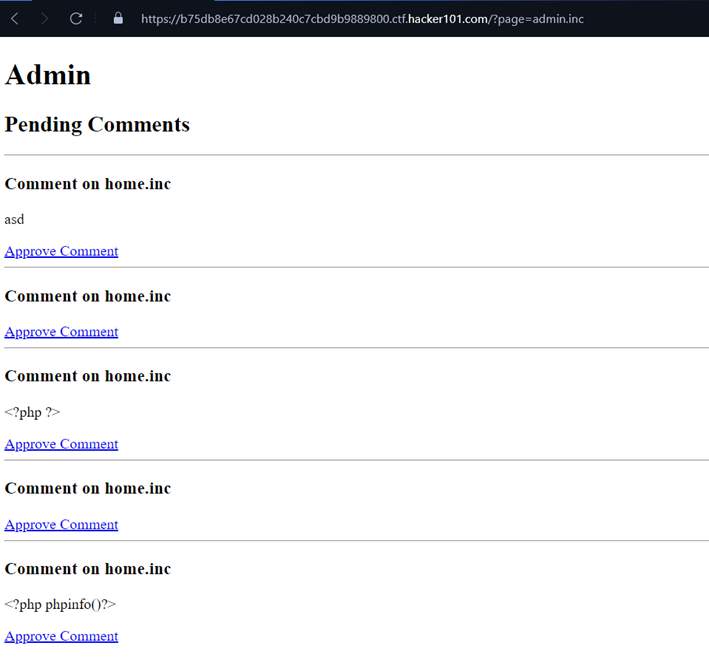 https://b75db8e67cd028b240c7cbd9b9889800.ctf.hacker101.com/?page=admin.inc
Admin
Pending Comments
Comment on home.inc
asd
Approve Comment
Comment on home.inc
Approve Comment
Comment on home.inc
<?php ?>
Approve Comment
Comment on home.inc
Approve Comment
Comment on home.inc
<?php phpinfo()?>
Approve Comment